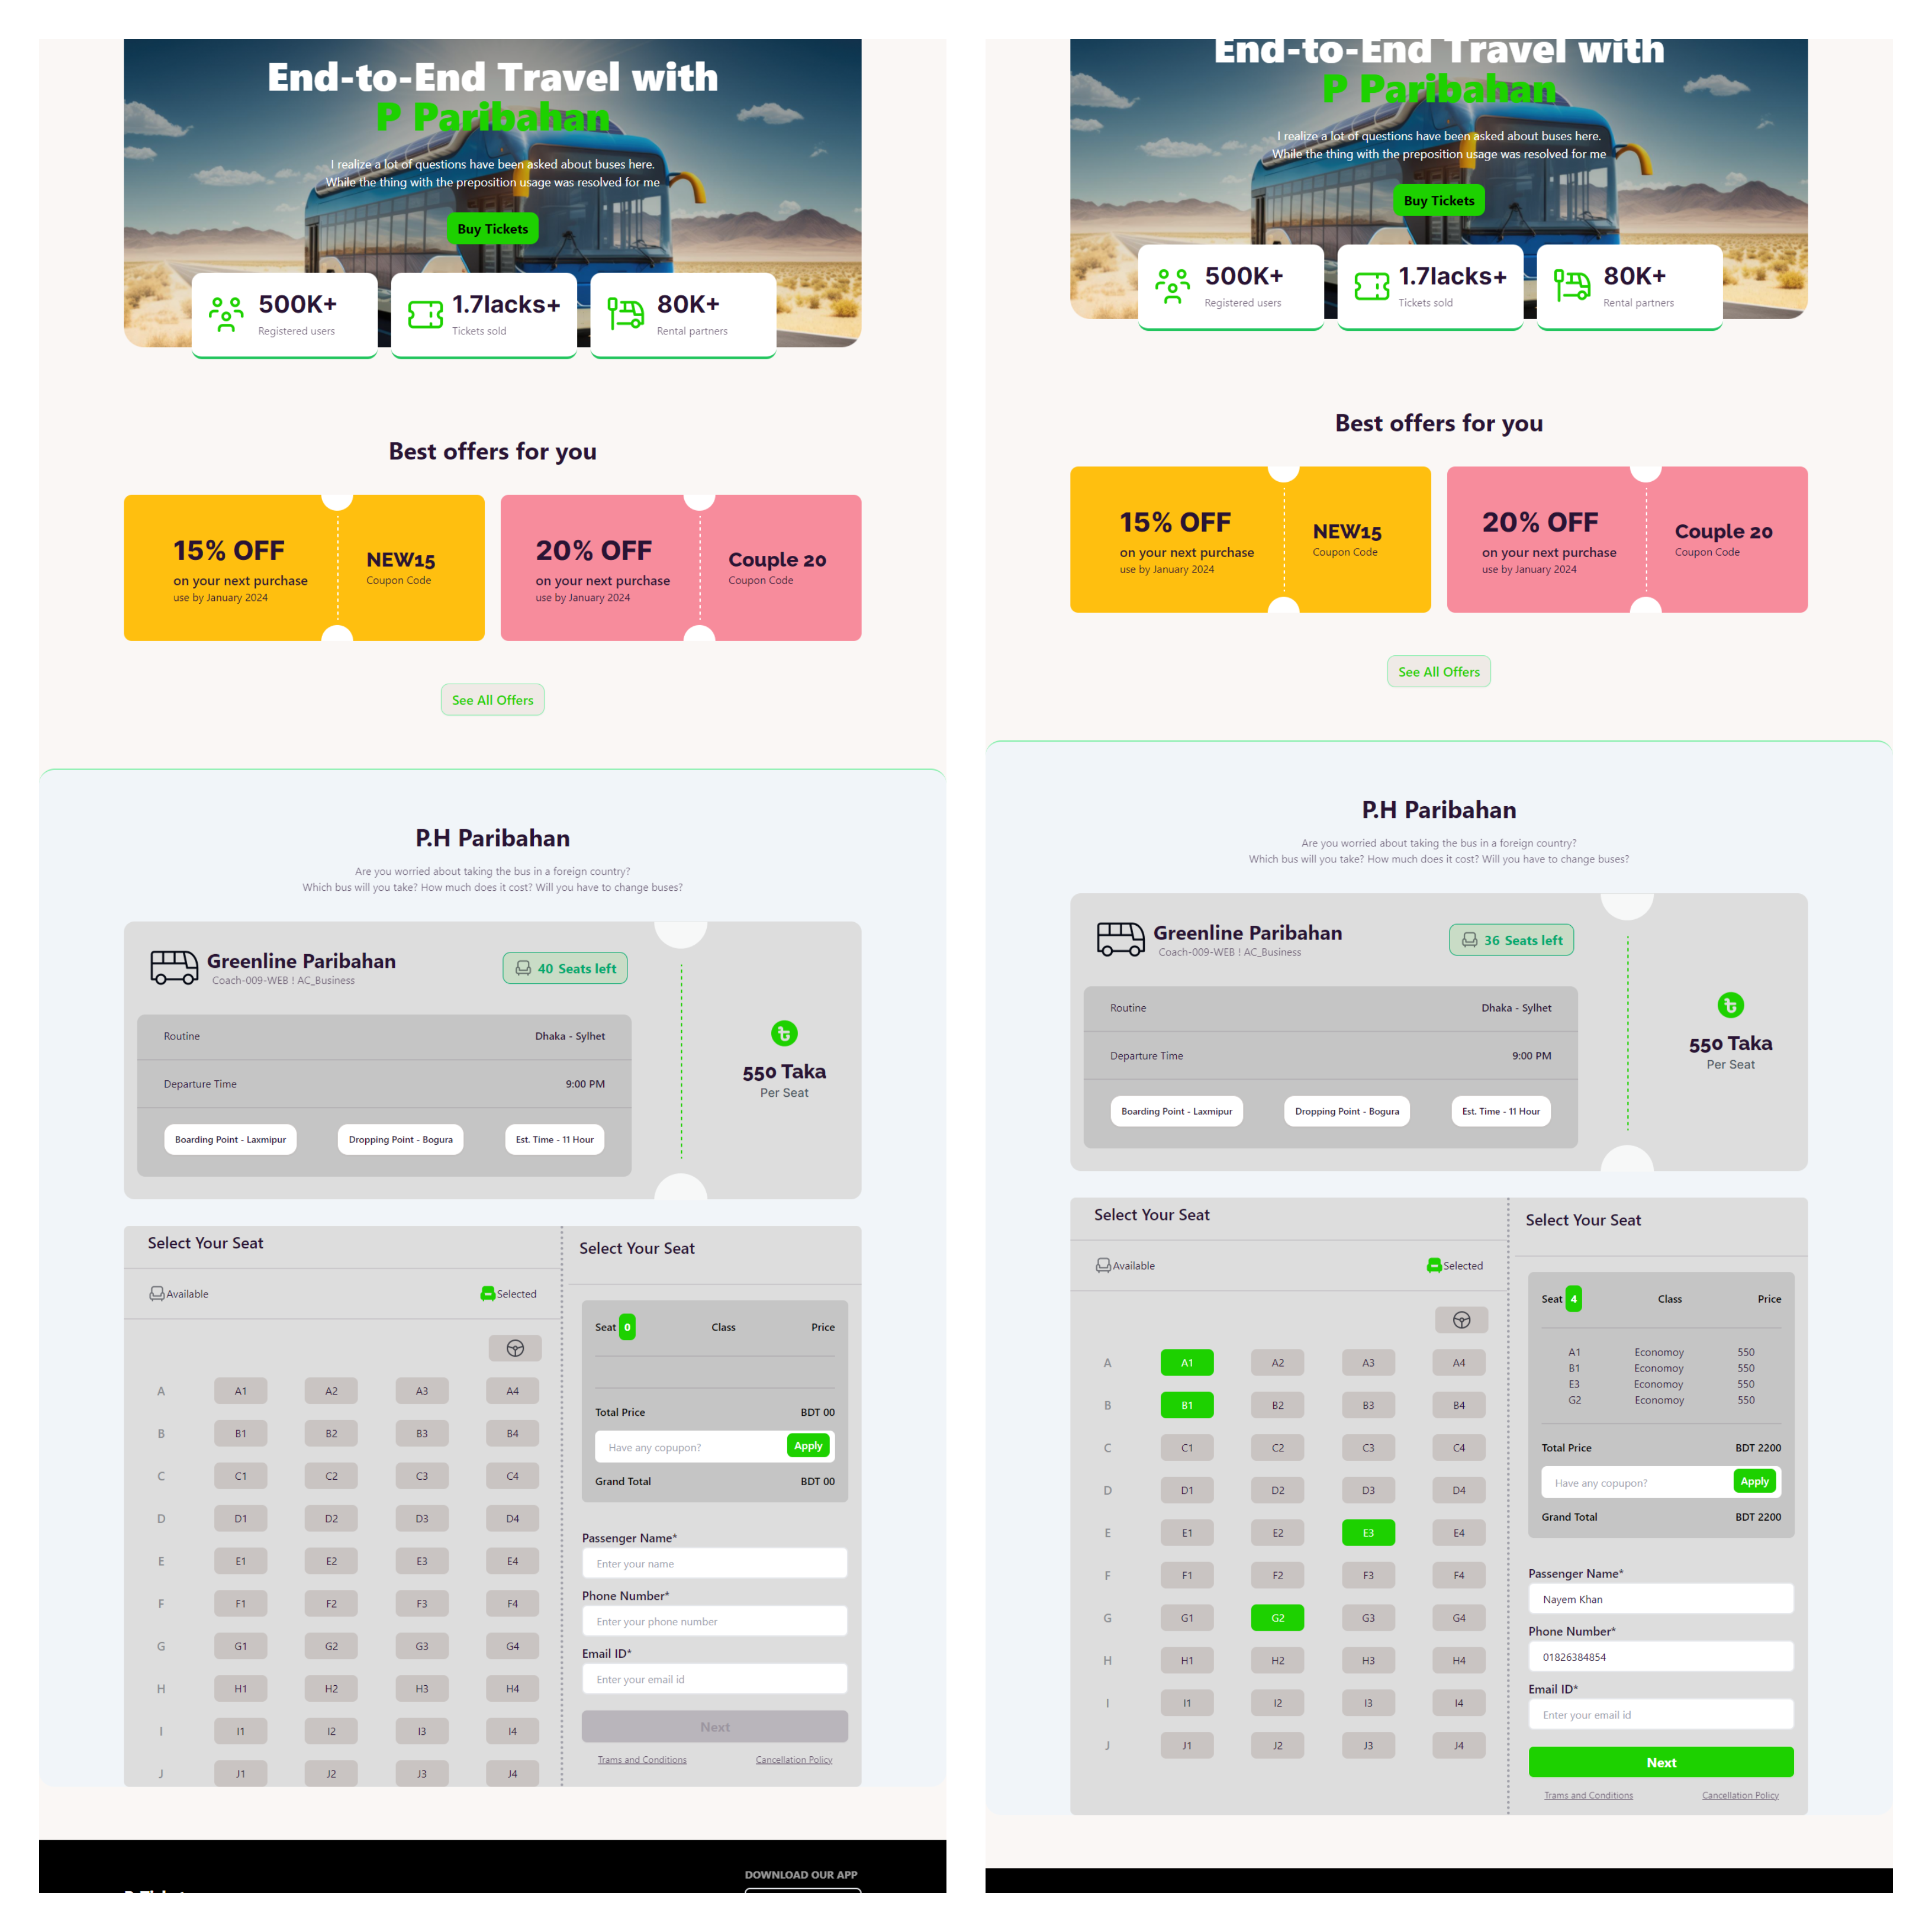 End-to-End Travel with
P Paribahan
I realize a lot of questions have been asked about buses here.
While the thing with the preposition usage was resolved for me
Buy Tickets
500K+
Registered users
1.7lacks+
Tickets sold
80K+
Rental partners
Best offers for you
15% OFF
on your next purchase
use by January 2024
NEW15
Coupon Code
20% OFF
on your next purchase
use by January 2024
Couple 20
Coupon Code
See All Offers
P.H Paribahan
Are you worried about taking the bus in a foreign country?
Which bus will you take? How much does it cost? Will you have to change buses?
Greenline Paribahan
Coach-009-WEB ! AC_Business
40 Seats left
Routine Dhaka - Sylhet
Departure Time 9:00 PM
Boarding Point - Laxmipur Dropping Point - Bogura Est. Time - 11 Hour
৳
550 Taka
Per Seat
Select Your Seat
Available Selected
A A1 A2 A3 A4
B B1 B2 B3 B4
C C1 C2 C3 C4
D D1 D2 D3 D4
E E1 E2 E3 E4
F F1 F2 F3 F4
G G1 G2 G3 G4
H H1 H2 H3 H4
I I1 I2 I3 I4
J J1 J2 J3 J4
Select Your Seat
Seat 0 Class Price
Total Price BDT 00
Have any copupon? Apply
Grand Total BDT 00
Passenger Name*
Enter your name
Phone Number*
Enter your phone number
Email ID*
Enter your email id
Next
Trams and Conditions Cancellation Policy
DOWNLOAD OUR APP
End-to-End Travel with
P Paribahan
I realize a lot of questions have been asked about buses here.
While the thing with the preposition usage was resolved for me
Buy Tickets
500K+
Registered users
1.7lacks+
Tickets sold
80K+
Rental partners
Best offers for you
15% OFF
on your next purchase
use by January 2024
NEW15
Coupon Code
20% OFF
on your next purchase
use by January 2024
Couple 20
Coupon Code
See All Offers
P.H Paribahan
Are you worried about taking the bus in a foreign country?
Which bus will you take? How much does it cost? Will you have to change buses?
Greenline Paribahan
Coach-009-WEB ! AC_Business
36 Seats left
Routine Dhaka - Sylhet
Departure Time 9:00 PM
Boarding Point - Laxmipur Dropping Point - Bogura Est. Time - 11 Hour
৳
550 Taka
Per Seat
Select Your Seat
Available Selected
A A1 A2 A3 A4
B B1 B2 B3 B4
C C1 C2 C3 C4
D D1 D2 D3 D4
E E1 E2 E3 E4
F F1 F2 F3 F4
G G1 G2 G3 G4
H H1 H2 H3 H4
I I1 I2 I3 I4
J J1 J2 J3 J4
Select Your Seat
Seat 4 Class Price
A1 Economoy 550
B1 Economoy 550
E3 Economoy 550
G2 Economoy 550
Total Price BDT 2200
Have any copupon? Apply
Grand Total BDT 2200
Passenger Name*
Nayem Khan
Phone Number*
01826384854
Email ID*
Enter your email id
Next
Trams and Conditions Cancellation Policy